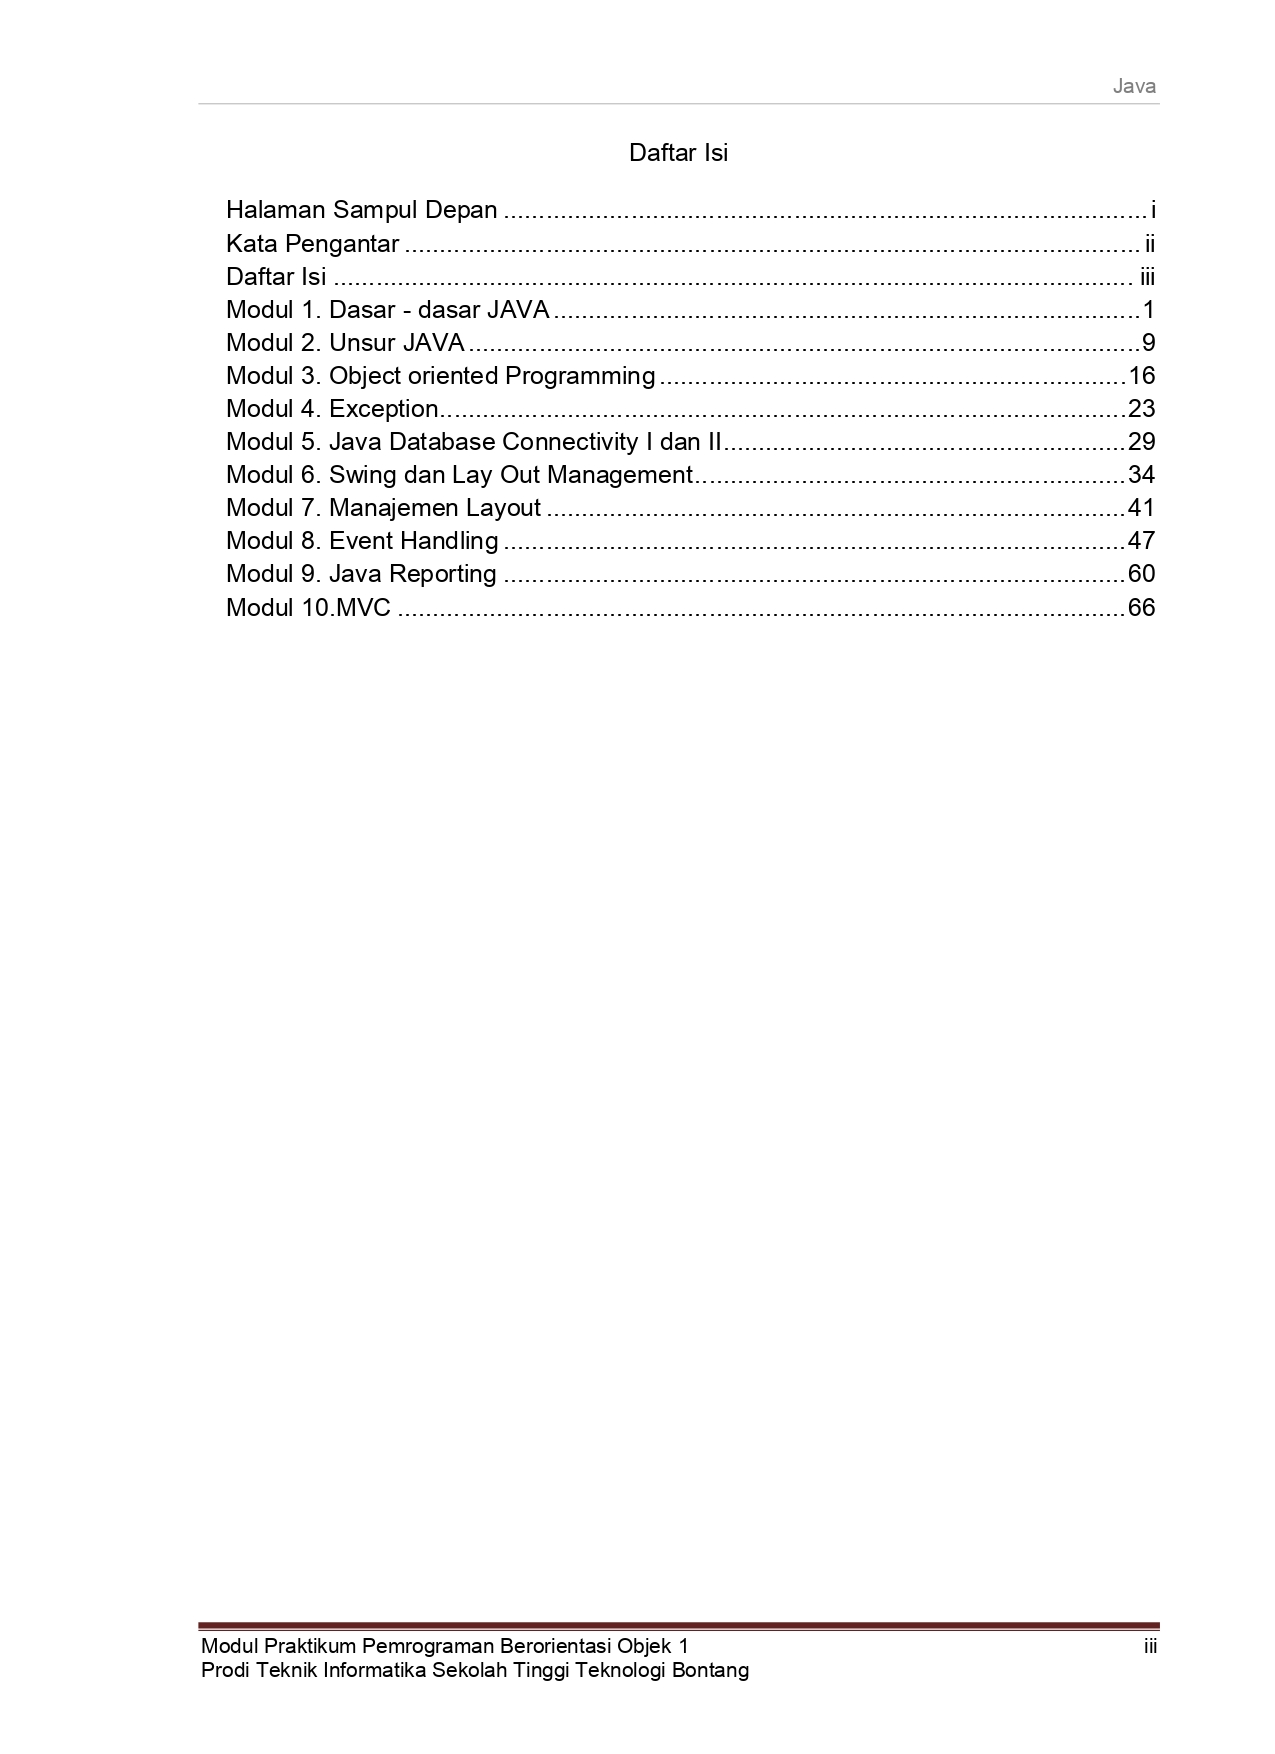 Java
Daftar Isi
Halaman Sampul Depan ........................................................................................... i
Kata Pengantar ........................................................................................................ ii
Daftar Isi ................................................................................................................. iii
Modul 1. Dasar - dasar JAVA ................................................................................... 1
Modul 2. Unsur JAVA ............................................................................................... 9
Modul 3. Object oriented Programming .................................................................. 16
Modul 4. Exception ................................................................................................. 23
Modul 5. Java Database Connectivity I dan II ......................................................... 29
Modul 6. Swing dan Lay Out Management ............................................................. 34
Modul 7. Manajemen Layout .................................................................................. 41
Modul 8. Event Handling ........................................................................................ 47
Modul 9. Java Reporting ........................................................................................ 60
Modul 10.MVC ....................................................................................................... 66
Modul Praktikum Pemrograman Berorientasi Objek 1 iii
Prodi Teknik Informatika Sekolah Tinggi Teknologi Bontang